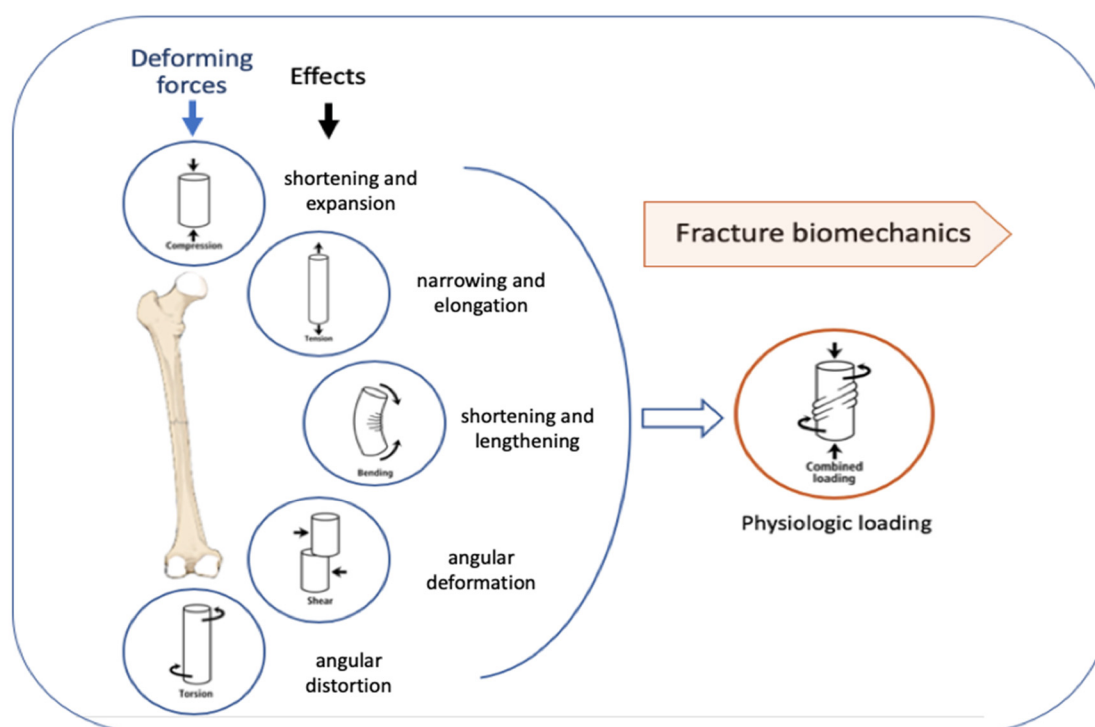 Deforming
forces
Effects
Compression
shortening and
expansion
Tension
narrowing and
elongation
Bending
shortening and
lengthening
Shear
angular
deformation
Torsion
angular
distortion
Fracture biomechanics
Combined
loading
Physiologic loading